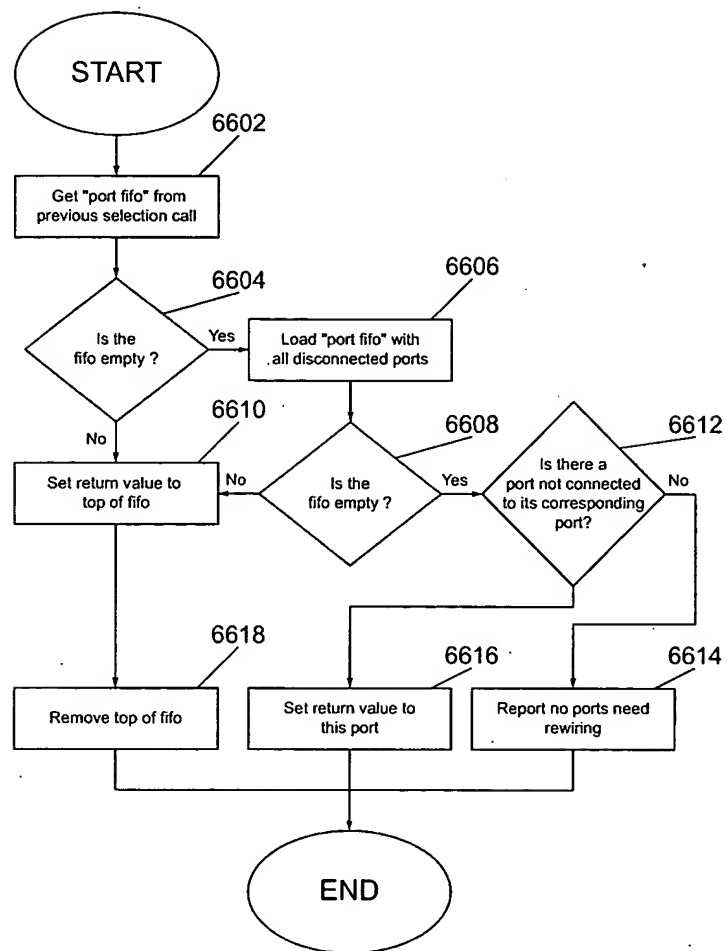 START
6602
Get "port fifo" from
previous selection call
6604
Is the
fifo empty ?
Yes
6606
Load "port fifo" with
all disconnected ports
No
6610
Set return value to
top of fifo
No
6608
Is the
fifo empty ?
Yes
6612
Is there a
port not connected
to its corresponding
port?
No
6618
Remove top of fifo
6616
Set return value to
this port
6614
Report no ports need
rewiring
END